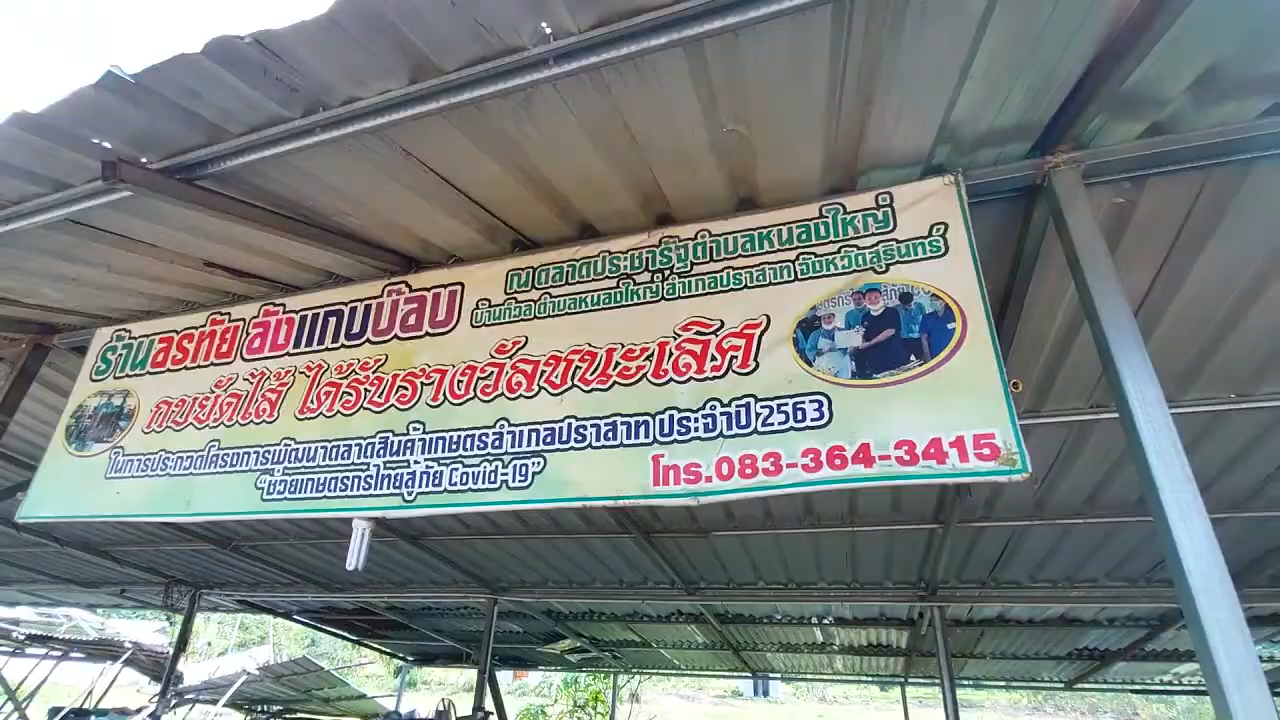 ร้านอรทัย อังแกบบ๊อบ
ณ ตลาดประชารัฐตำบลหนองใหญ่
บ้านทีวล ตำบลหนองใหญ่ อำเภอปราสาท จังหวัดสุรินทร์
กบยัดไส้ ได้รับรางวัลชนะเลิศ
ในการประกวดโครงการพัฒนาตลาดสินค้าเกษตรอำเภอปราสาท ประจำปี 2563
"ช่วยเกษตรกรไทยสู้ภัย Covid-19"
โทร.083-364-3415